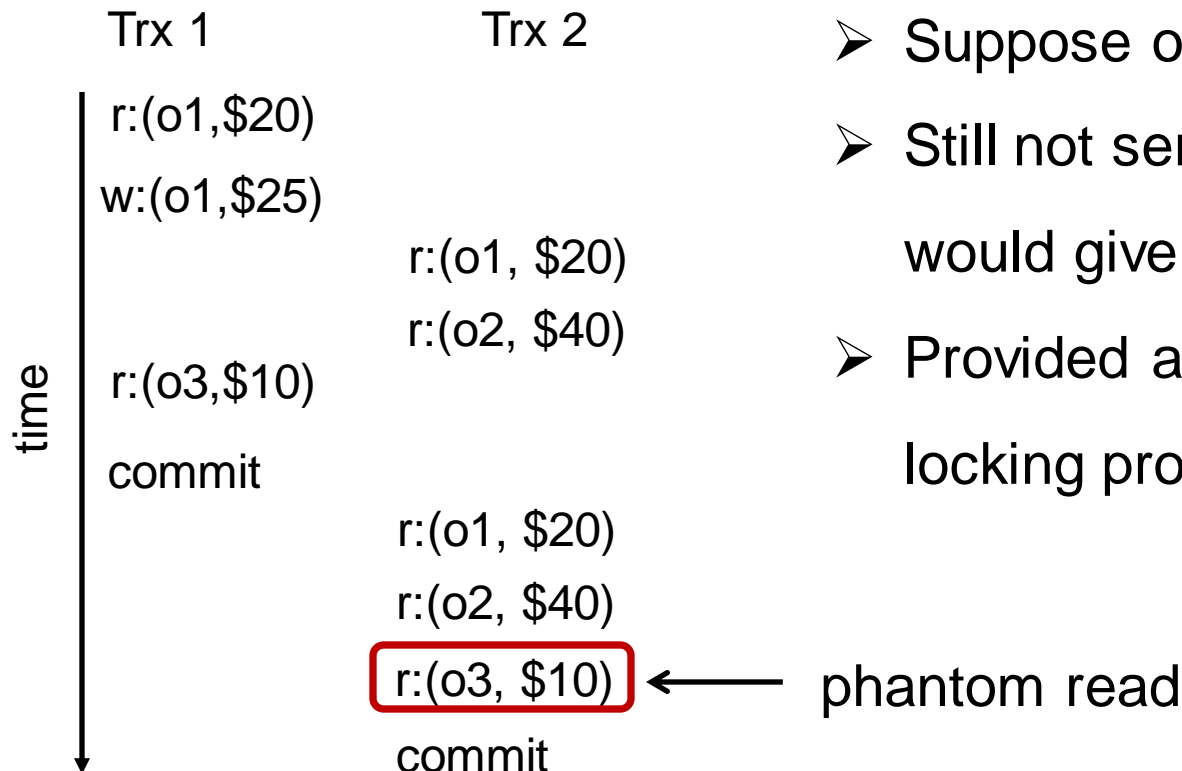 Trx 1
Trx 2
time
r:(o1,$20)
w:(o1,$25)
r:(o1, $20)
r:(o2, $40)
r:(o3,$10)
commit
r:(o1, $20)
r:(o2, $40)
r:(o3, $10)
commit
phantom read
➢ Suppose o
➢ Still not ser
would give
➢ Provided a
locking pro